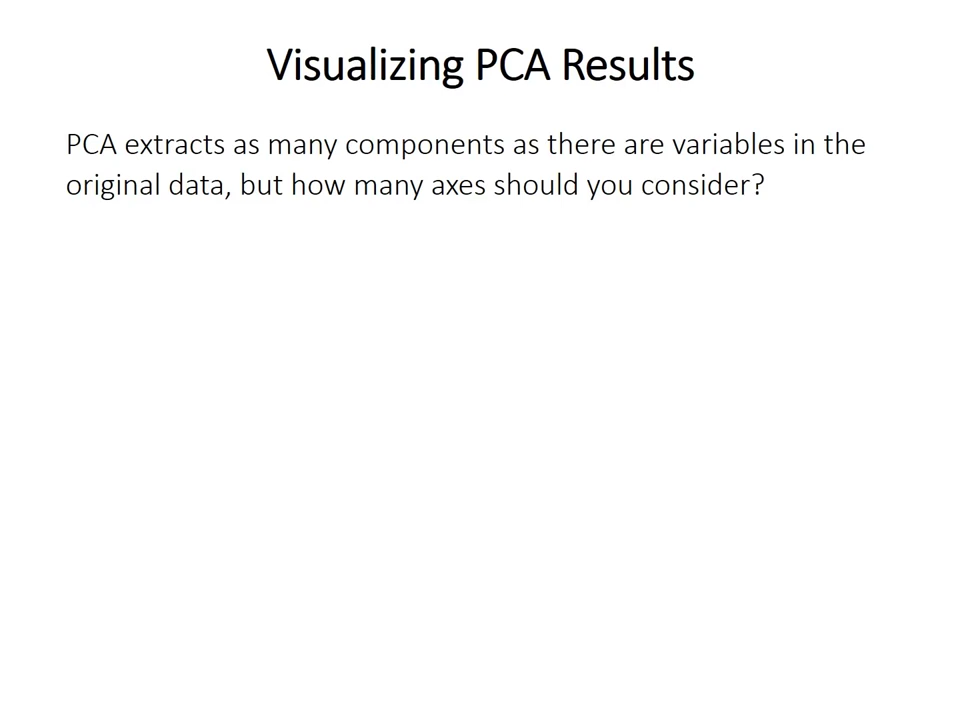 Visualizing PCA Results
PCA extracts as many components as there are variables in the
original data, but how many axes should you consider?